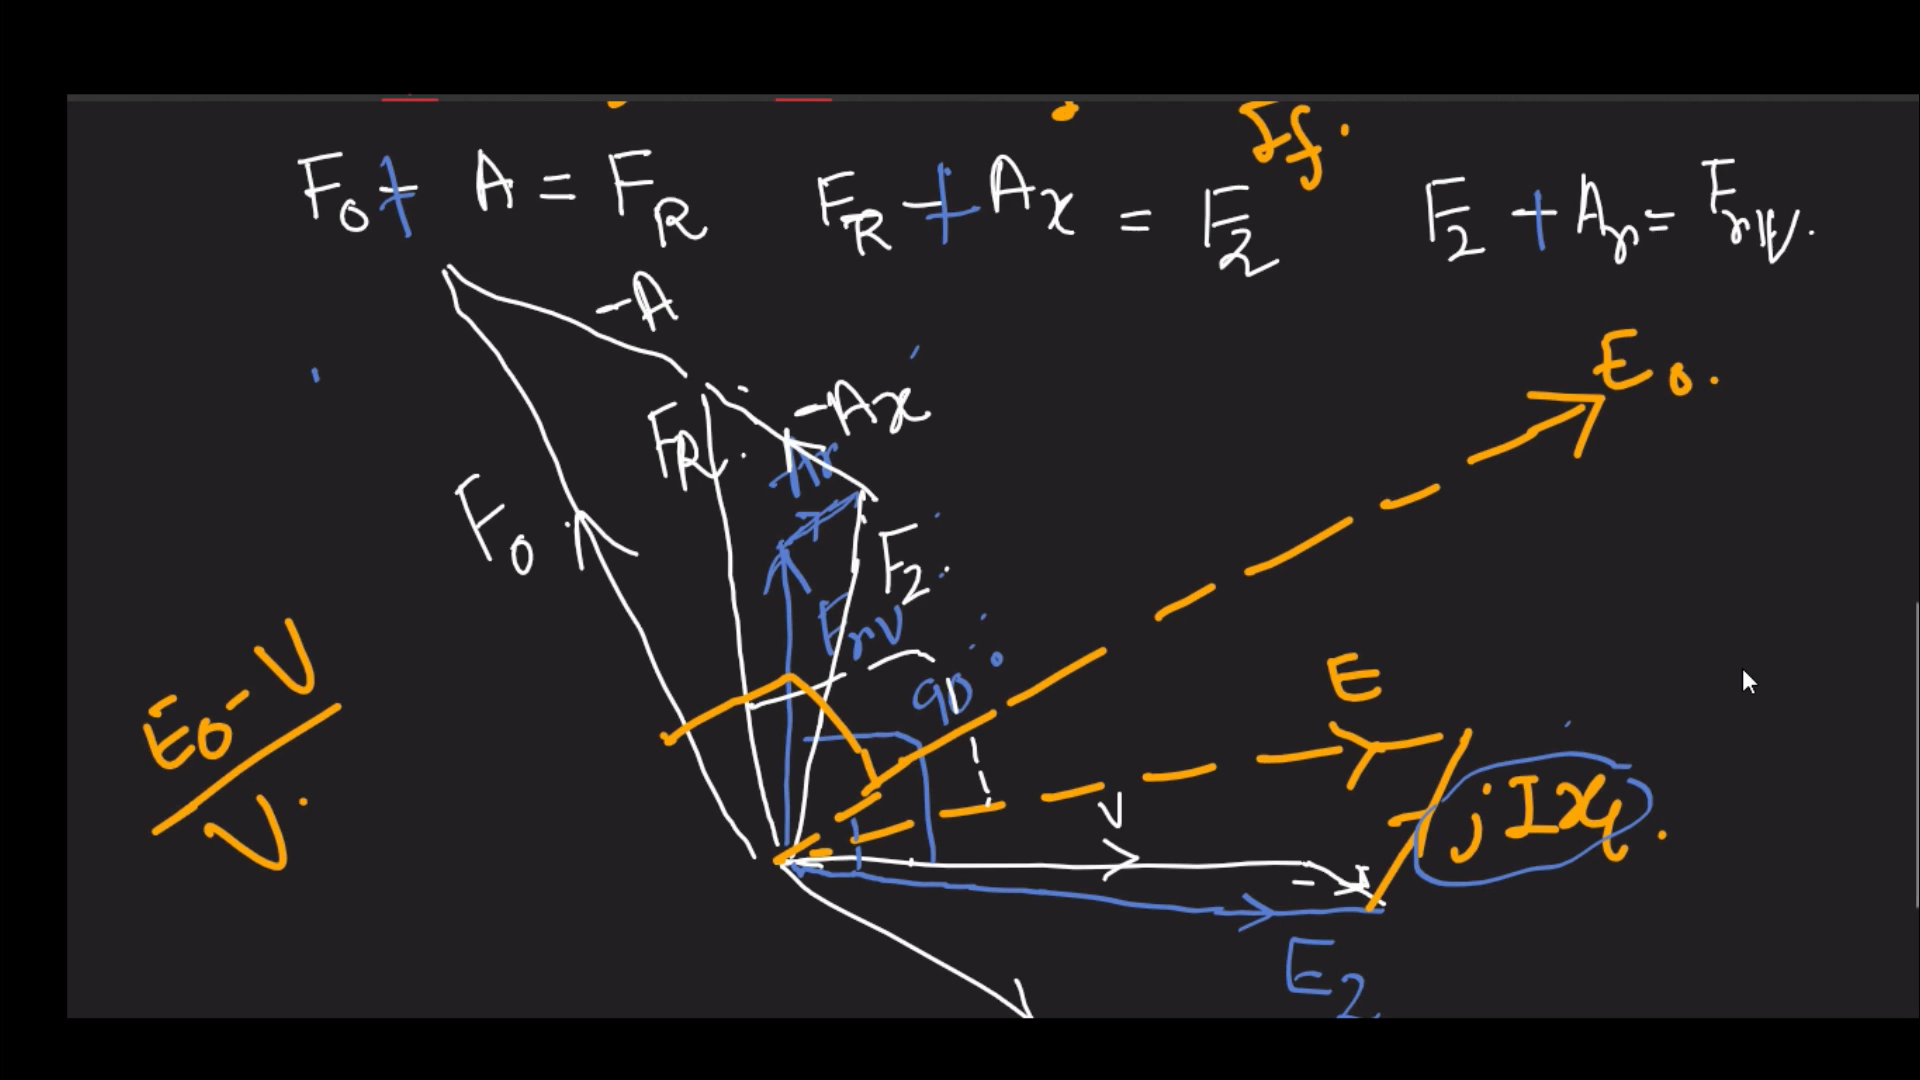 If.
F0 + A = FR FR + Ax = F2 F2 + Ar = FrV.
-A
-Ax
FR.
Ar
F0
F2.
E0.
FrV
90
E
E0 - V
V.
V
jIxq.
E2